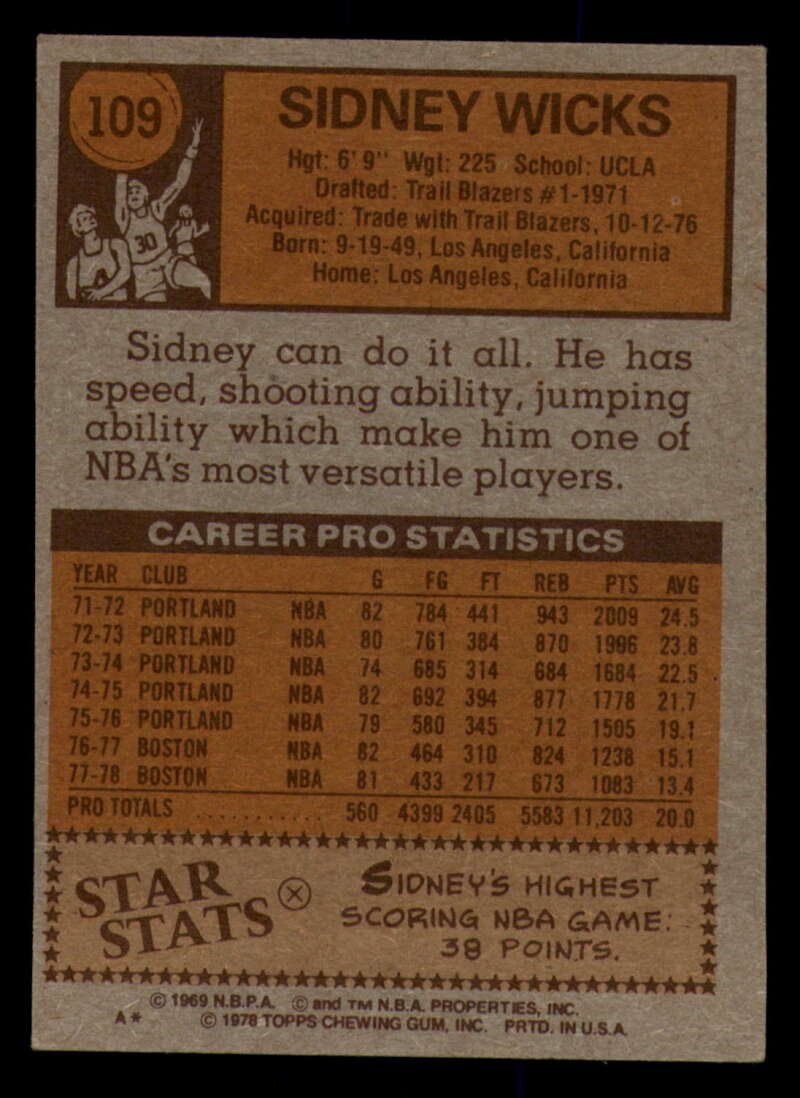 109
SIDNEY WICKS
Hgt: 6' 9" Wgt: 225 School: UCLA
Drafted: Trail Blazers #1-1971
Acquired: Trade with Trail Blazers, 10-12-76
Born: 9-19-49, Los Angeles, California
Home: Los Angeles, California
30
Sidney can do it all. He has
speed, shooting ability, jumping
ability which make him one of
NBA's most versatile players.
CAREER PRO STATISTICS
YEAR CLUB G FG FT REB PTS AVG
71-72 PORTLAND NBA 82 784 441 943 2009 24.5
72-73 PORTLAND NBA 80 761 384 870 1906 23.8
73-74 PORTLAND NBA 74 685 314 684 1684 22.5
74-75 PORTLAND NBA 82 692 394 877 1778 21.7
75-76 PORTLAND NBA 79 580 345 712 1505 19.1
76-77 BOSTON NBA 82 464 310 824 1238 15.1
77-78 BOSTON NBA 81 433 217 673 1083 13.4
PRO TOTALS ........... 560 4399 2405 5583 11,203 20.0
STAR STATS
SIDNEY'S HIGHEST
SCORING NBA GAME:
38 POINTS.
© 1969 N.B.P.A. © and TM N.B.A. PROPERTIES, INC.
A* © 1978 TOPPS CHEWING GUM, INC. PRTD. IN U.S.A.